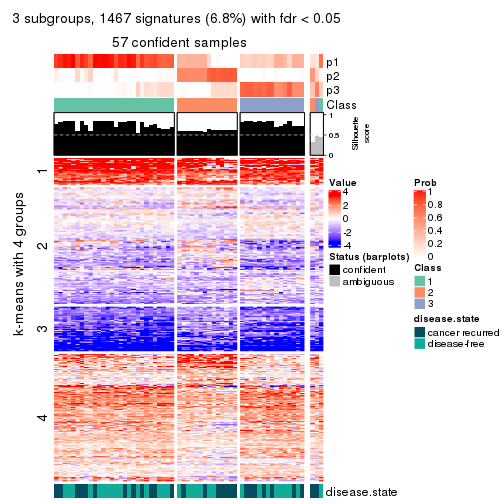 3 subgroups, 1467 signatures (6.8%) with fdr < 0.05
57 confident samples
p1
p2
p3
Class
1
0.5
0
Silhouette
score
k-means with 4 groups
1
2
3
4
Value
4
2
0
-2
-4
Status (barplots)
confident
ambiguous
Prob
1
0.8
0.6
0.4
0.2
0
Class
1
2
3
disease.state
cancer recurred
disease-free
disease.state